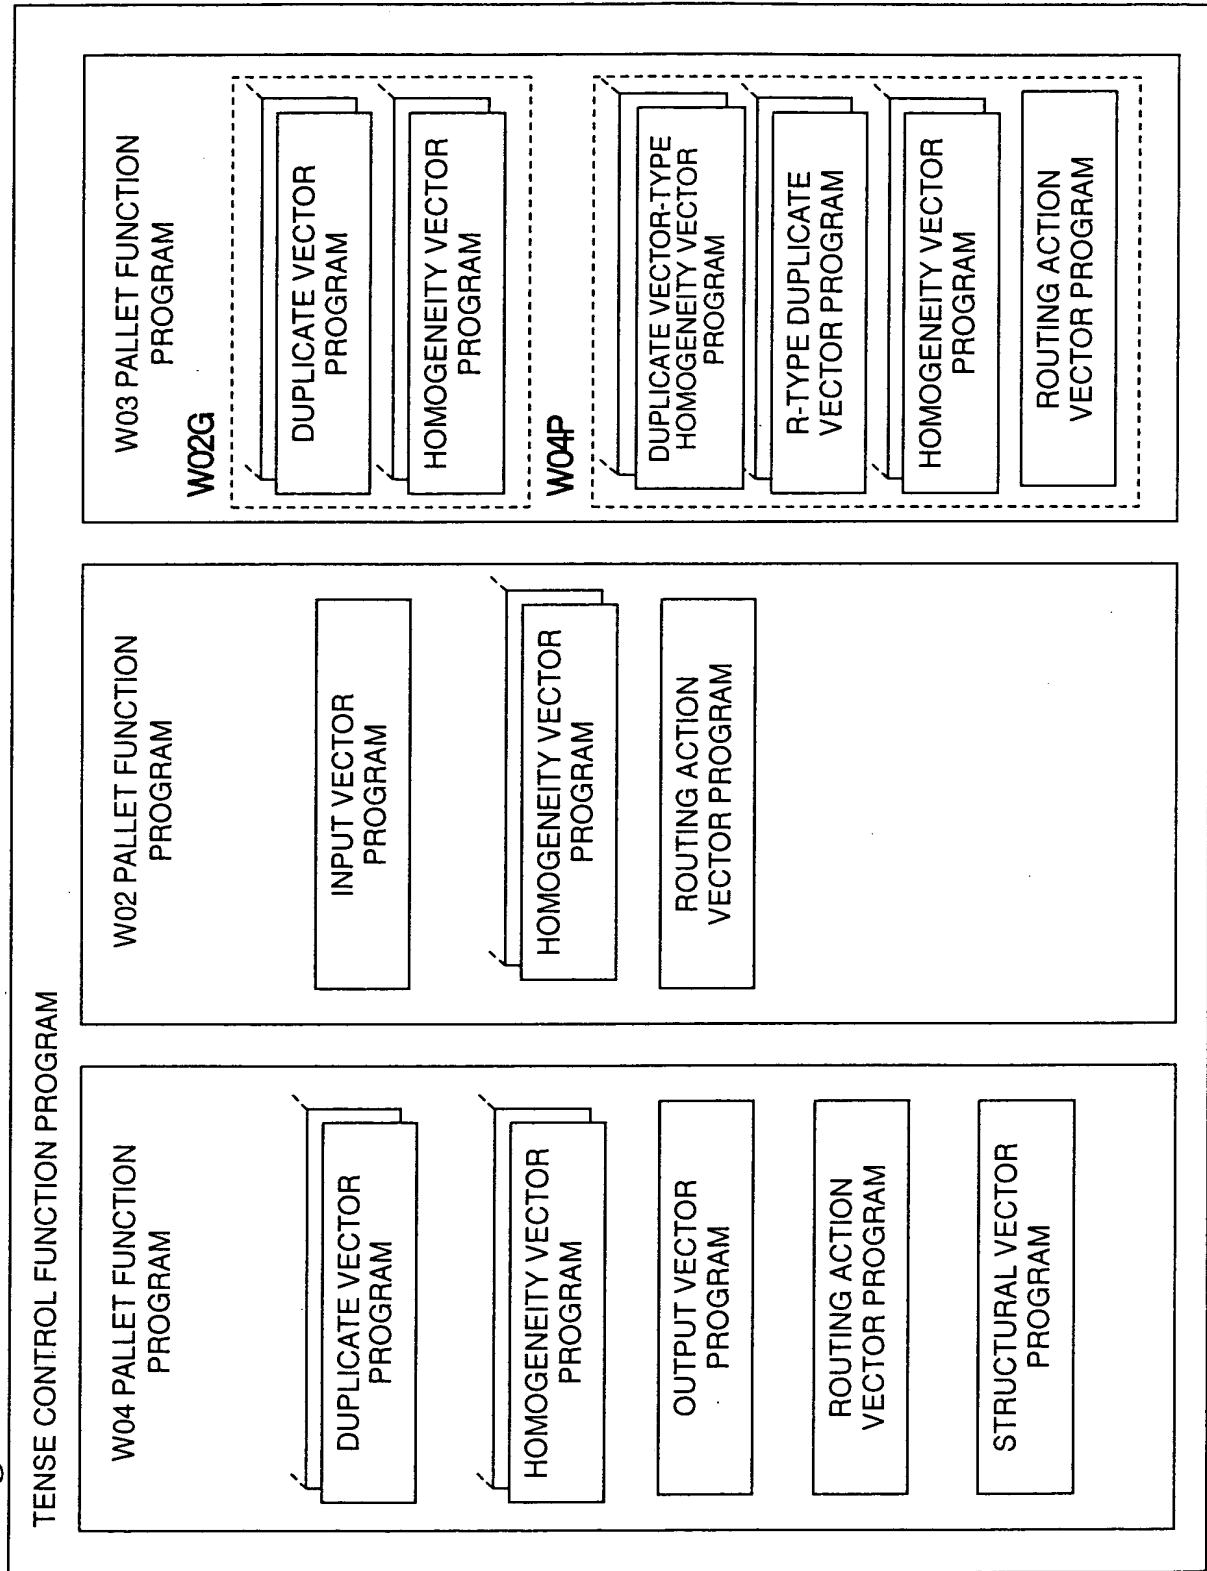 TENSE CONTROL FUNCTION PROGRAM
W04 PALLET FUNCTION
PROGRAM
DUPLICATE VECTOR
PROGRAM
HOMOGENEITY VECTOR
PROGRAM
OUTPUT VECTOR
PROGRAM
ROUTING ACTION
VECTOR PROGRAM
STRUCTURAL VECTOR
PROGRAM
W02 PALLET FUNCTION
PROGRAM
INPUT VECTOR
PROGRAM
HOMOGENEITY VECTOR
PROGRAM
ROUTING ACTION
VECTOR PROGRAM
W03 PALLET FUNCTION
PROGRAM
W02G
DUPLICATE VECTOR
PROGRAM
HOMOGENEITY VECTOR
PROGRAM
W04P
DUPLICATE VECTOR-TYPE
HOMOGENEITY VECTOR
PROGRAM
R-TYPE DUPLICATE
VECTOR PROGRAM
HOMOGENEITY VECTOR
PROGRAM
ROUTING ACTION
VECTOR PROGRAM